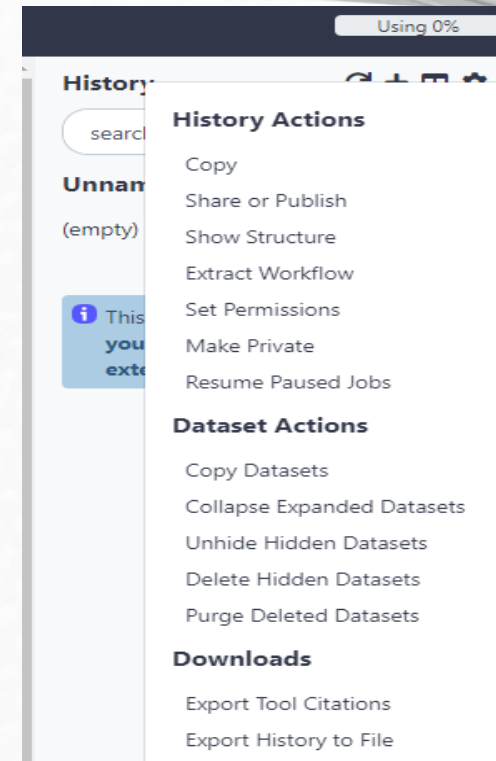 Using 0%
History
History Actions
Copy
(empty)
Share or Publish
Show Structure
Extract Workflow
This
Set Permissions
you
Make Private
Resume Paused Jobs
Dataset Actions
Copy Datasets
Collapse Expanded Datasets
Unhide Hidden Datasets
Delete Hidden Datasets
Purge Deleted Datasets
Downloads
Export Tool Citations
Export History to File